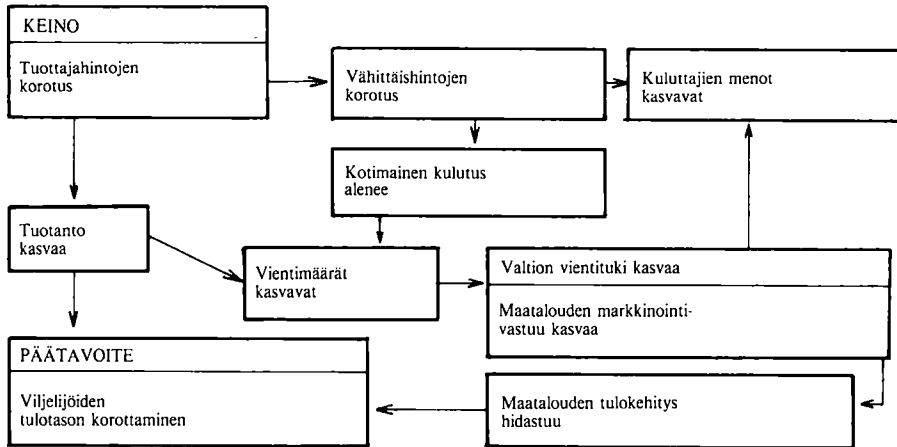 KEINO
Tuottajahintojen
korotus
Vähittäishintojen
korotus
Kuluttajien menot
kasvavat
Kotimainen kulutus
alenee
Tuotanto
kasvaa
Vientimäärät
kasvavat
Valtion vientituki kasvaa
Maatalouden markkinointi-
vastuu kasvaa
PÄÄTAVOITE
Viljelijöiden
tulotason korottaminen
Maatalouden tulokehitys
hidastuu